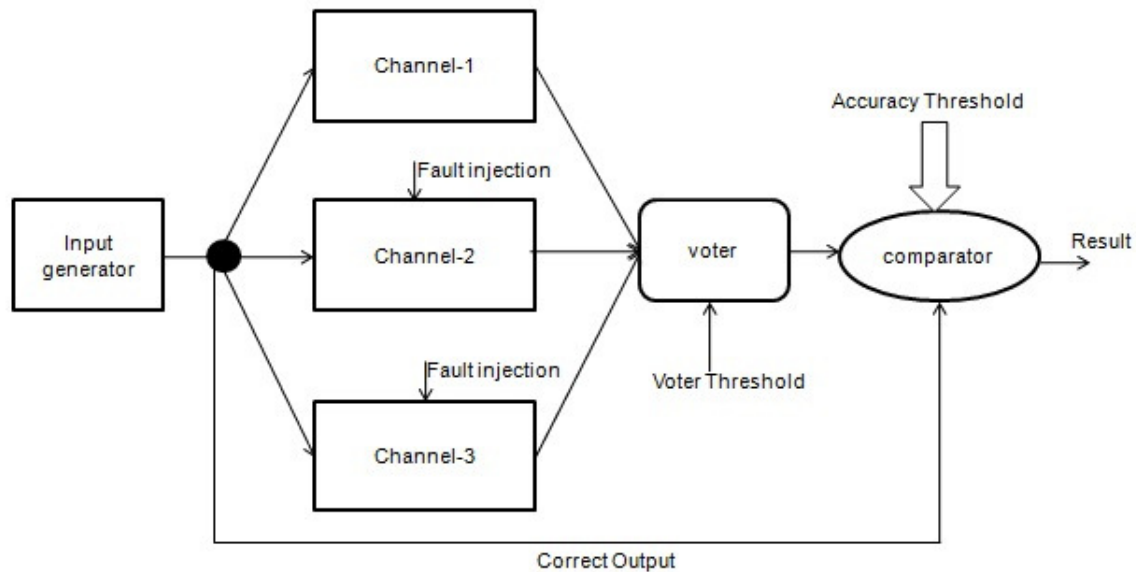 Channel-1
Accuracy Threshold
Fault injection
Input
generator
Channel-2
voter
comparator
Result
Fault injection
Voter Threshold
Channel-3
Correct Output